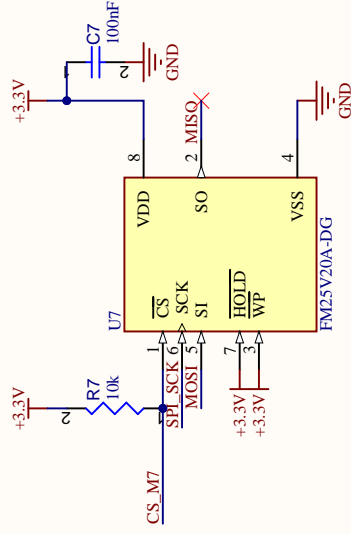 +3.3V
C7
100nF
1
2
GND
8
VDD
MISO
2
SO
4
VSS
GND
U7
FM25V20A-DG
CS
SCK
SI
HOLD
WP
1
6
5
7
3
SPI_SCK
MOSI
+3.3V
+3.3V
+3.3V
R7
10k
2
1
CS_M7